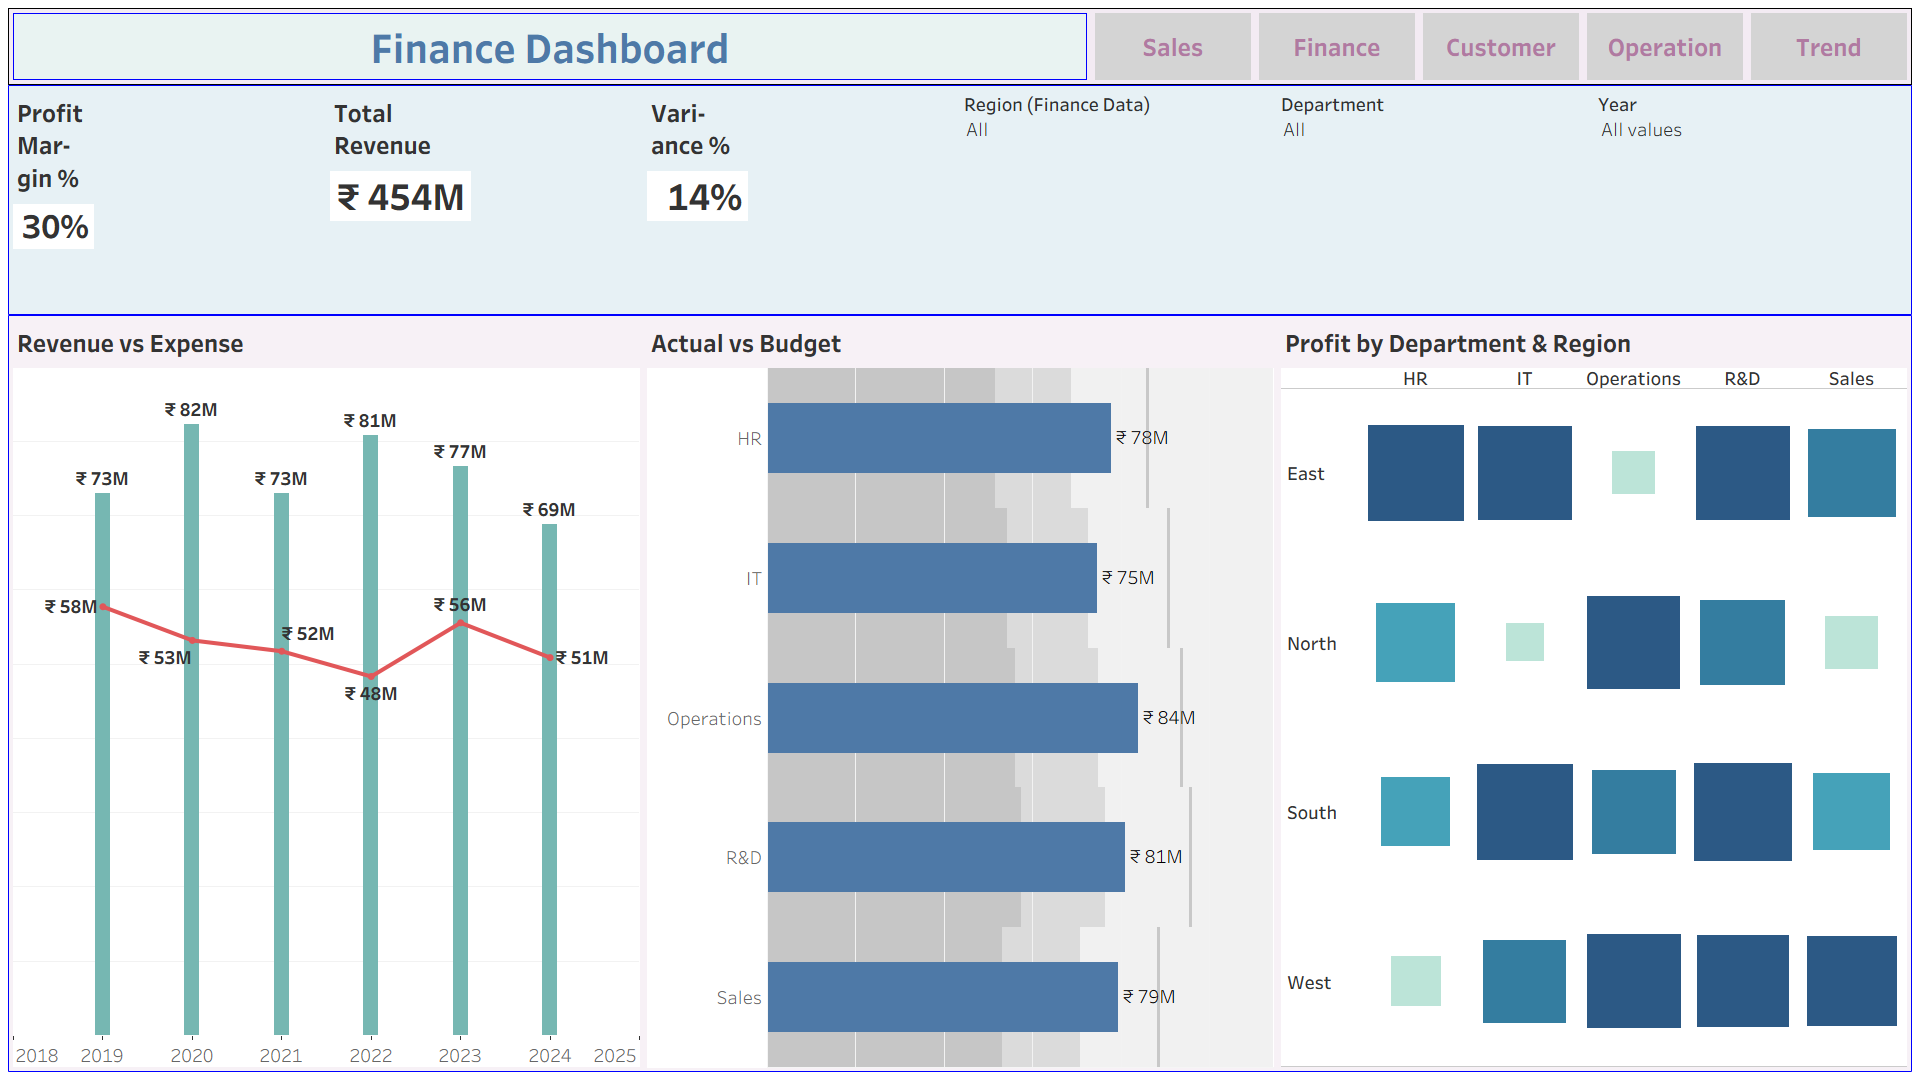 Finance Dashboard
Sales
Finance
Customer
Operation
Trend
Profit
Mar-
gin %
30%
Total
Revenue
₹ 454M
Vari-
ance %
14%
Region (Finance Data)
All
Department
All
Year
All values
Revenue vs Expense
₹ 82M
₹ 81M
₹ 77M
₹ 73M
₹ 73M
₹ 69M
₹ 58M
₹ 56M
₹ 52M
₹ 53M
₹ 51M
₹ 48M
2018
2019
2020
2021
2022
2023
2024
2025
Actual vs Budget
HR
₹ 78M
IT
₹ 75M
Operations
₹ 84M
R&D
₹ 81M
Sales
₹ 79M
Profit by Department & Region
HR
IT
Operations
R&D
Sales
East
North
South
West